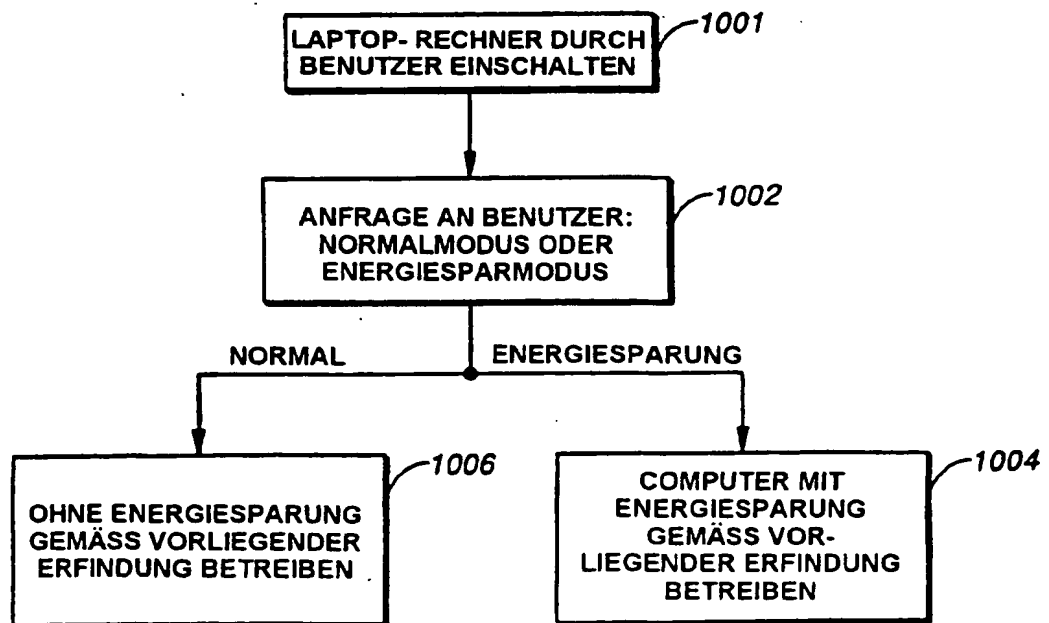 LAPTOP- RECHNER DURCH
BENUTZER EINSCHALTEN
1001
ANFRAGE AN BENUTZER:
NORMALMODUS ODER
ENERGIESPARMODUS
1002
NORMAL
ENERGIESPARUNG
OHNE ENERGIESPARUNG
GEMÄSS VORLIEGENDER
ERFINDUNG BETREIBEN
1006
COMPUTER MIT
ENERGIESPARUNG
GEMÄSS VOR-
LIEGENDER ERFINDUNG
BETREIBEN
1004